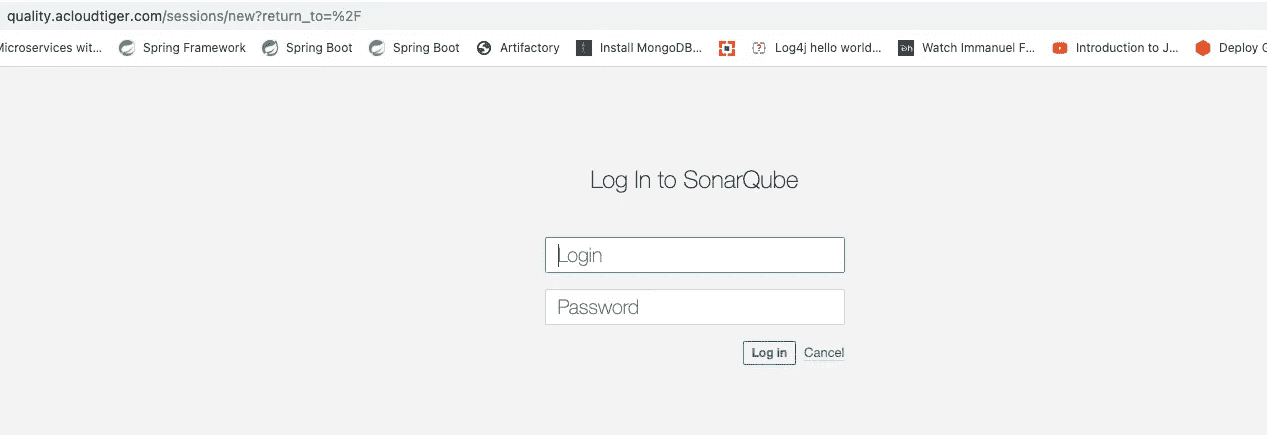 quality.acloudtiger.com/sessions/new?return_to=%2F
Microservices wit... Spring Framework Spring Boot Spring Boot Artifactory Install MongoDB... Log4j hello world... Watch Immanuel F... Introduction to J... Deploy
Log In to SonarQube
Login
Password
Log in Cancel